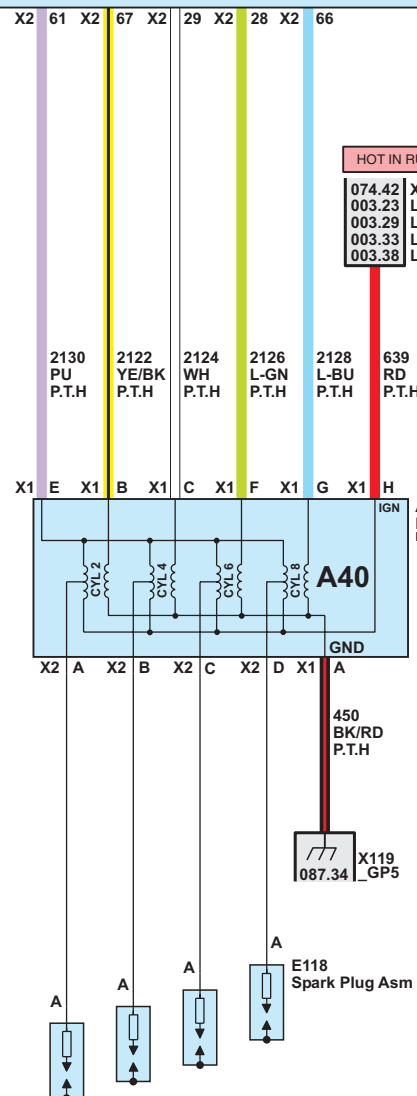 X2 61 X2 67 X2 29 X2 28 X2 66
HOT IN RU
074.42 X
003.23 L
003.29 L
003.33 L
003.38 L
2130 2122 2124 2126 2128 639
PU YE/BK WH L-GN L-BU RD
P.T.H P.T.H P.T.H P.T.H P.T.H P.T.H
X1 E X1 B X1 C X1 F X1 G X1 H
IGN
CYL 2 CYL 4 CYL 6 CYL 8 A40
GND
X2 A X2 B X2 C X2 D X1 A
450
BK/RD
P.T.H
X119
087.34 _GP5
A
E118
Spark Plug Asm
A
A
A